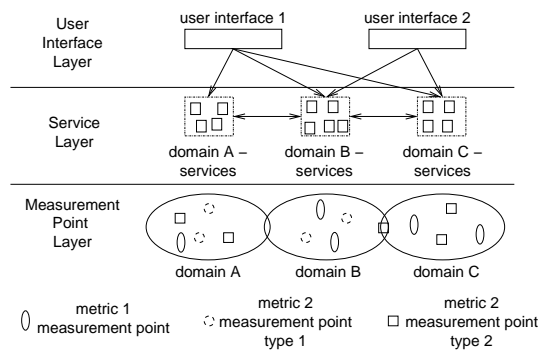 User
Interface
Layer
user interface 1
user interface 2
Service
Layer
domain A –
services
domain B –
services
domain C –
services
Measurement
Point
Layer
domain A
domain B
domain C
metric 1
measurement point
metric 2
measurement point
type 1
metric 2
measurement point
type 2